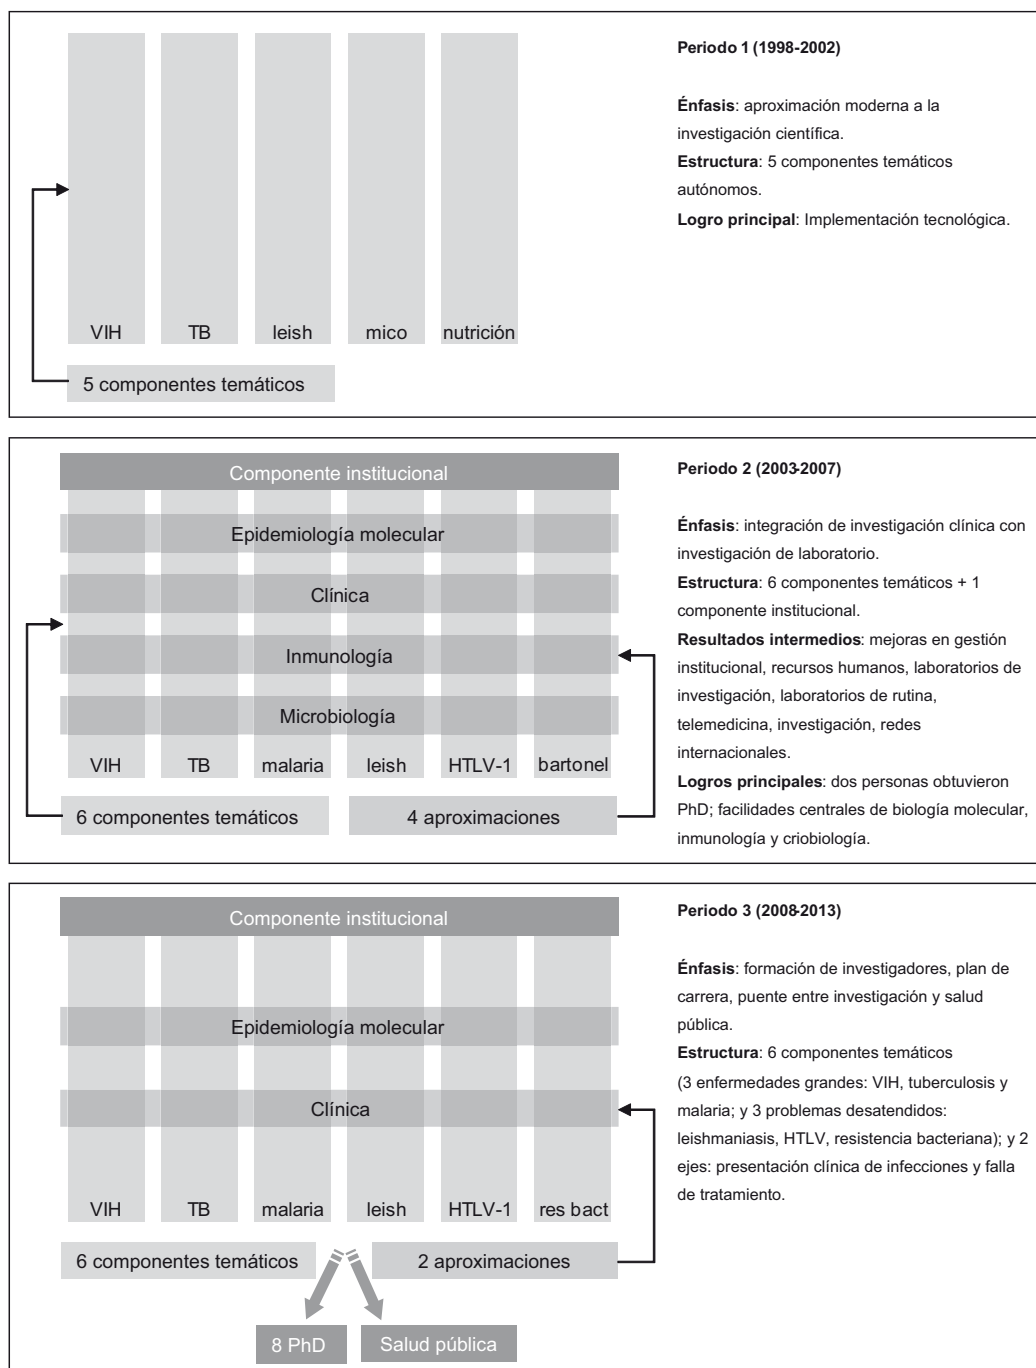 Periodo 1 (1998-2002)
Énfasis: aproximación moderna a la
investigación científica.
Estructura: 5 componentes temáticos
autónomos.
Logro principal: Implementación tecnológica.
VIH
TB
leish
mico
nutrición
5 componentes temáticos
Componente institucional
Epidemiología molecular
Clínica
Inmunología
Microbiología
VIH
TB
malaria
leish
HTLV-1
bartonel
6 componentes temáticos
4 aproximaciones
Periodo 2 (2003-2007)
Énfasis: integración de investigación clínica con
investigación de laboratorio.
Estructura: 6 componentes temáticos + 1
componente institucional.
Resultados intermedios: mejoras en gestión
institucional, recursos humanos, laboratorios de
investigación, laboratorios de rutina,
telemedicina, investigación, redes
internacionales.
Logros principales: dos personas obtuvieron
PhD; facilidades centrales de biología molecular,
inmunología y criobiología.
Componente institucional
Epidemiología molecular
Clínica
VIH
TB
malaria
leish
HTLV-1
res bact
6 componentes temáticos
2 aproximaciones
8 PhD
Salud pública
Periodo 3 (2008-2013)
Énfasis: formación de investigadores, plan de
carrera, puente entre investigación y salud
pública.
Estructura: 6 componentes temáticos
(3 enfermedades grandes: VIH, tuberculosis y
malaria; y 3 problemas desatendidos:
leishmaniasis, HTLV, resistencia bacteriana); y 2
ejes: presentación clínica de infecciones y falla
de tratamiento.